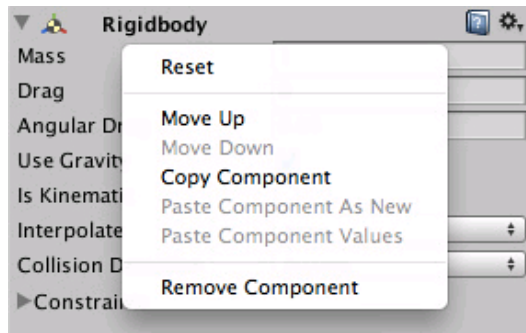 Rigidbody
Mass
Reset
Drag
Move Up
Angular Dr
Move Down
Use Gravity
Copy Component
Is Kinemati
Paste Component As New
Interpolate
Paste Component Values
Collision D
Remove Component
Constrai